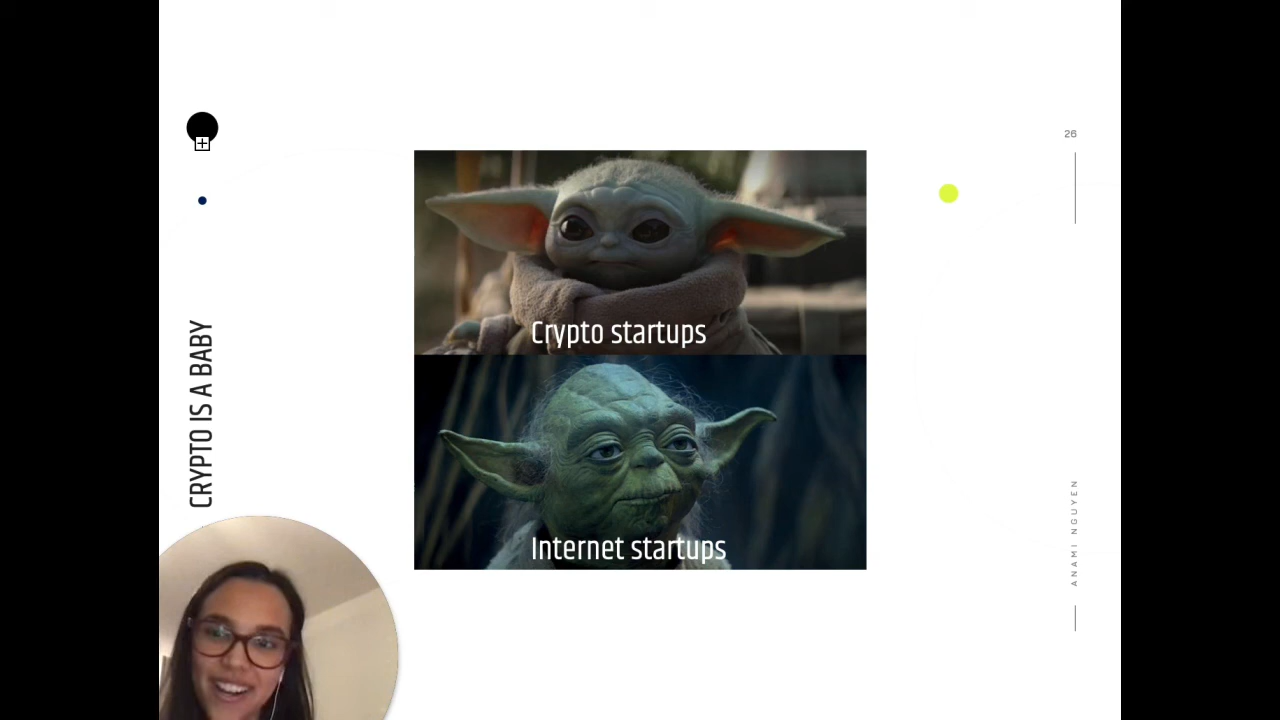 26
Crypto startups
CRYPTO IS A BABY
Internet startups
ANAMI NGUYEN